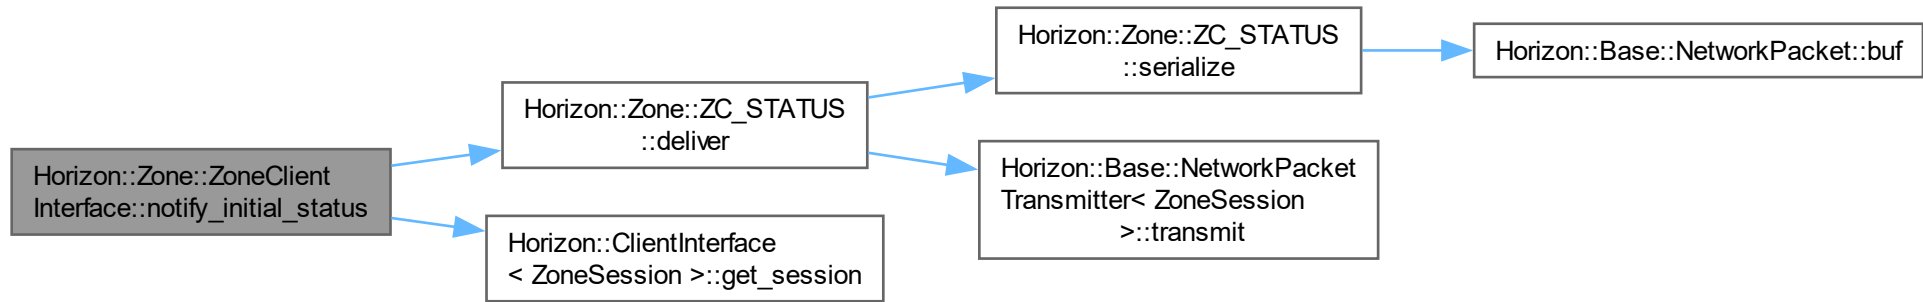 Horizon::Zone::ZoneClient
Interface::notify_initial_status
Horizon::Zone::ZC_STATUS
::deliver
Horizon::ClientInterface
< ZoneSession >::get_session
Horizon::Zone::ZC_STATUS
::serialize
Horizon::Base::NetworkPacket
Transmitter< ZoneSession
>::transmit
Horizon::Base::NetworkPacket::buf